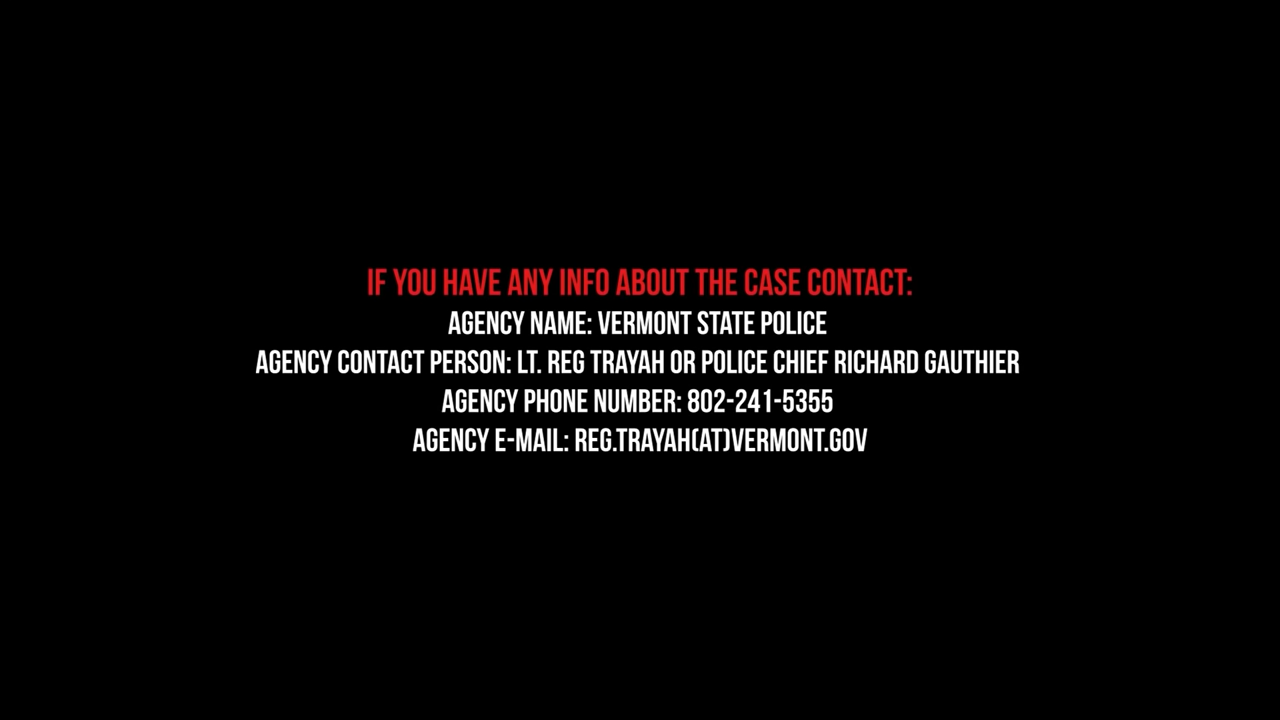 IF YOU HAVE ANY INFO ABOUT THE CASE CONTACT:
AGENCY NAME: VERMONT STATE POLICE
AGENCY CONTACT PERSON: LT. REG TRAYAH OR POLICE CHIEF RICHARD GAUTHIER
AGENCY PHONE NUMBER: 802-241-5355
AGENCY E-MAIL: REG.TRAYAH(AT)VERMONT.GOV